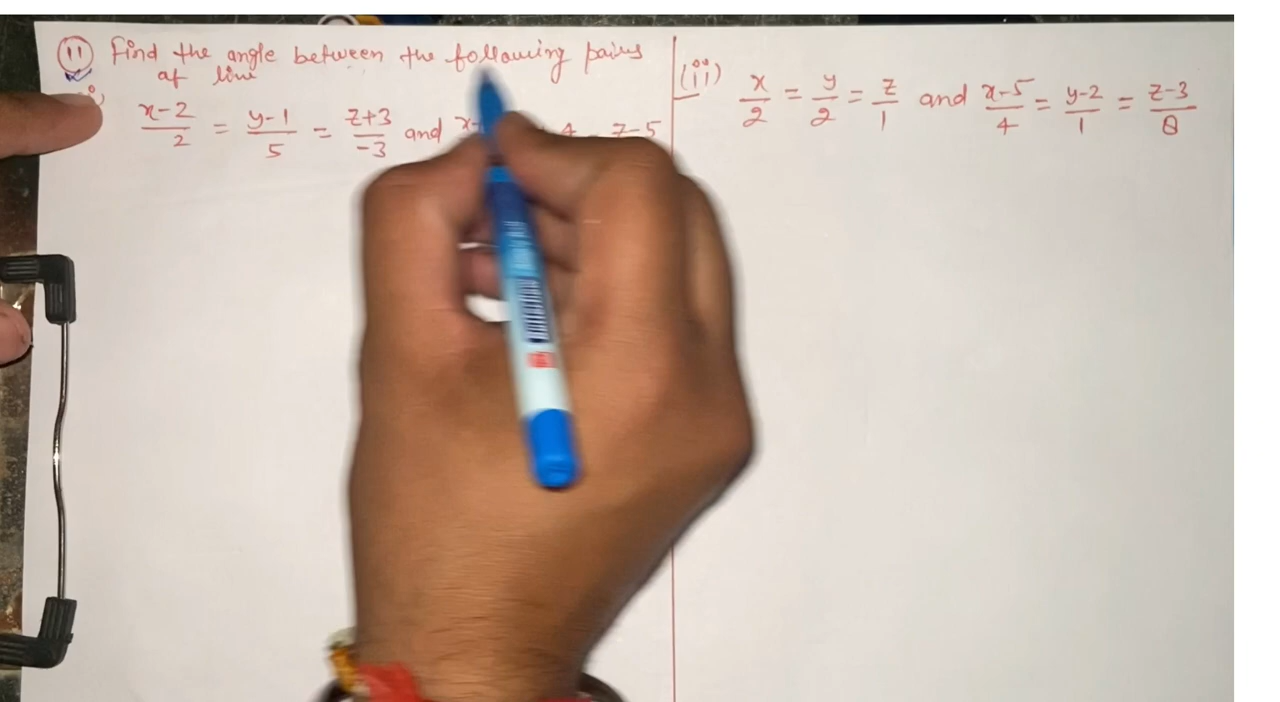 (11) Find the angle between the following pairs
of line
x-2/2 = y-1/5 = z+3/-3 and
z-5
(ii) x/2 = y/2 = z/1 and x-5/4 = y-2/1 = z-3/8